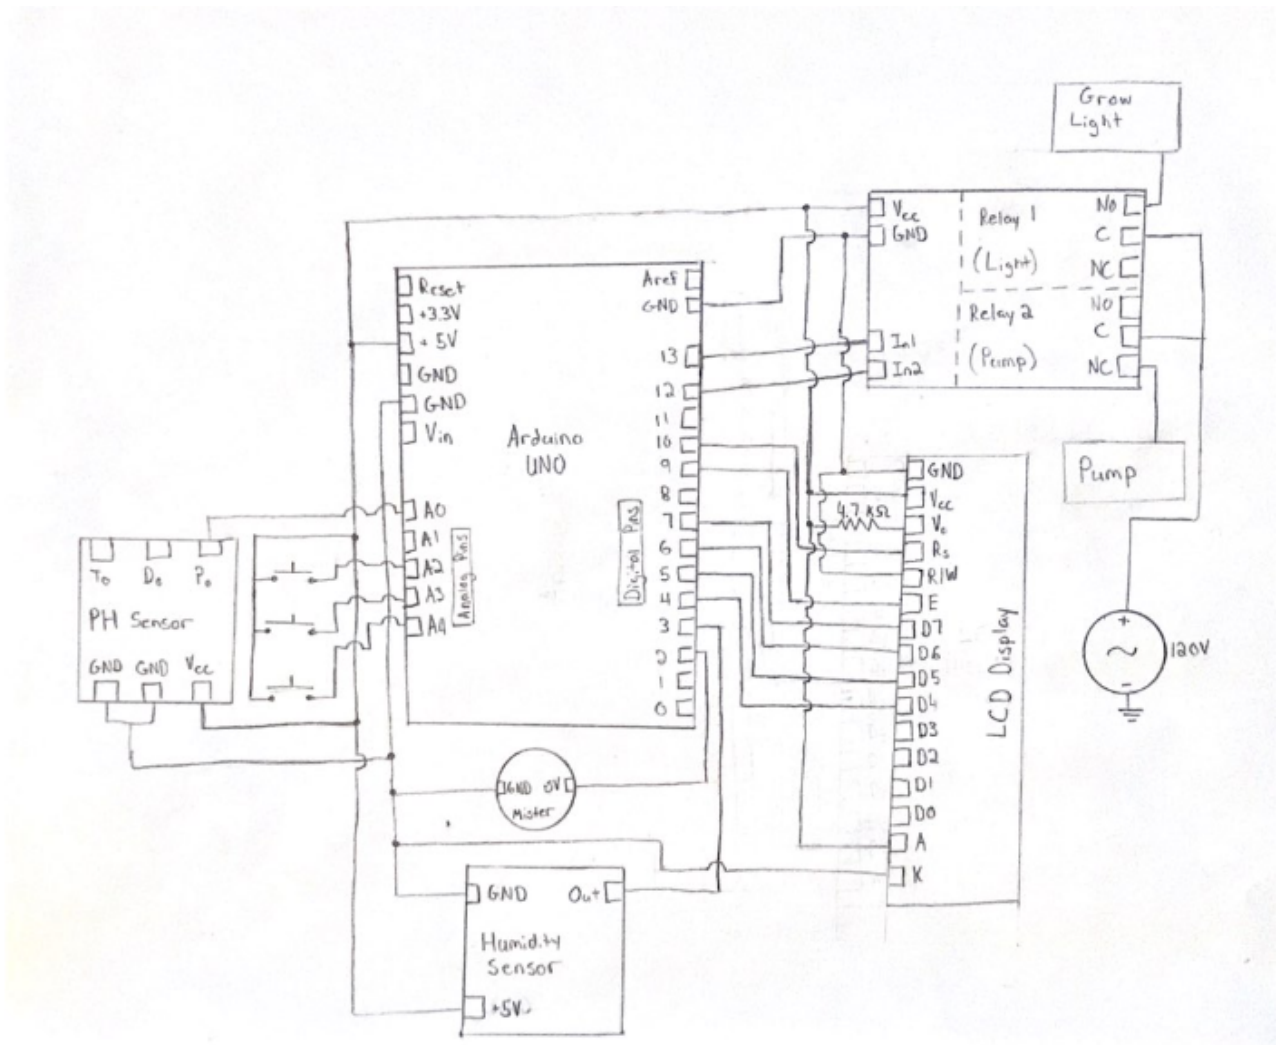 Grow
Light
Vcc
GND
Relay 1
(Light)
NO
C
NC
In1
In2
Relay 2
(Pump)
NO
C
NC
Pump
120V
+
-
Reset
+3.3V
+5V
GND
GND
Vin
A0
A1
A2
A3
A4
Analog Pins
Arduino
UNO
Aref
GND
13
12
11
10
9
8
7
6
5
4
3
2
1
0
Digital Pins
4.7 KΩ
GND
Vcc
Rs
R/W
E
D7
D6
D5
D4
D3
D2
D1
D0
A
K
LCD Display
To
Do
Po
PH Sensor
GND
GND
Vcc
GND
5V
Mister
GND
Out
Humidity
Sensor
+5V